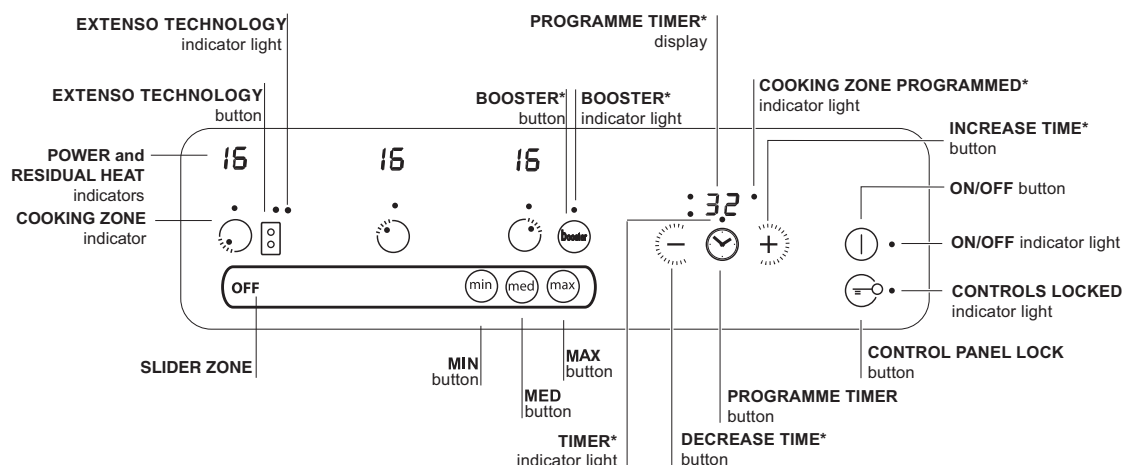 EXTENSO TECHNOLOGY
indicator light
PROGRAMME TIMER*
display
EXTENSO TECHNOLOGY
button
BOOSTER*
button
BOOSTER*
indicator light
COOKING ZONE PROGRAMMED*
indicator light
INCREASE TIME*
button
POWER and
RESIDUAL HEAT
indicators
16
16
16
ON/OFF button
COOKING ZONE
indicator
32
booster
ON/OFF indicator light
OFF
min
med
max
CONTROLS LOCKED
indicator light
SLIDER ZONE
MIN
button
MAX
button
CONTROL PANEL LOCK
button
MED
button
PROGRAMME TIMER
button
TIMER*
indicator light
DECREASE TIME*
button